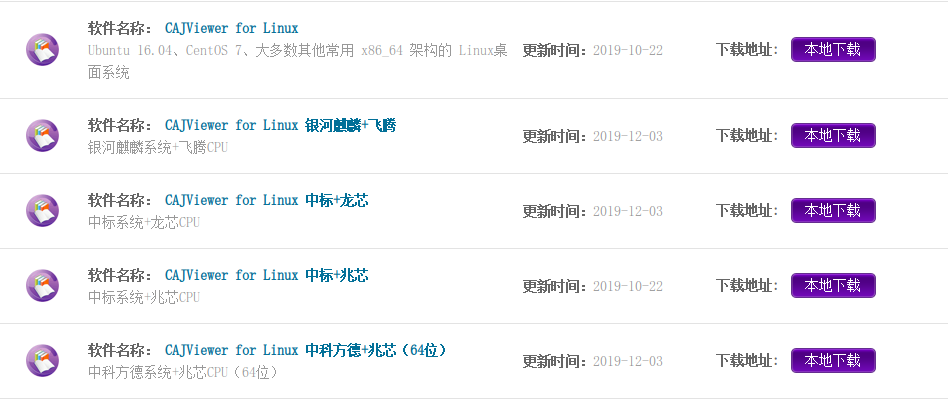 软件名称： CAJViewer for Linux
Ubuntu 16.04、CentOS 7、大多数其他常用 x86_64 架构的 Linux桌
面系统
更新时间：2019-10-22
下载地址：
本地下载
软件名称： CAJViewer for Linux 银河麒麟+飞腾
银河麒麟系统+飞腾CPU
更新时间：2019-12-03
下载地址：
本地下载
软件名称： CAJViewer for Linux 中标+龙芯
中标系统+龙芯CPU
更新时间：2019-12-03
下载地址：
本地下载
软件名称： CAJViewer for Linux 中标+兆芯
中标系统+兆芯CPU
更新时间：2019-10-22
下载地址：
本地下载
软件名称： CAJViewer for Linux 中科方德+兆芯（64位）
中科方德系统+兆芯CPU（64位）
更新时间：2019-12-03
下载地址：
本地下载